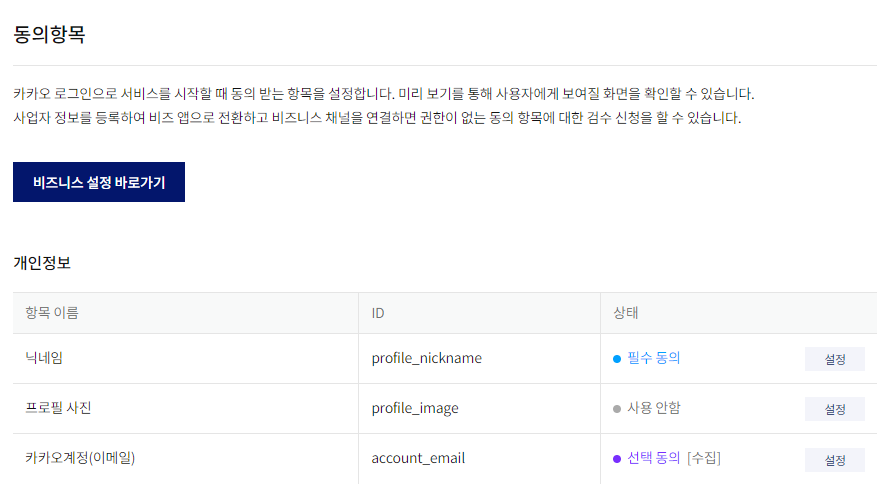 동의항목
카카오 로그인으로 서비스를 시작할 때 동의 받는 항목을 설정합니다. 미리 보기를 통해 사용자에게 보여질 화면을 확인할 수 있습니다.
사업자 정보를 등록하여 비즈 앱으로 전환하고 비즈니스 채널을 연결하면 권한이 없는 동의 항목에 대한 검수 신청을 할 수 있습니다.
비즈니스 설정 바로가기
개인정보
항목 이름 ID 상태
닉네임 profile_nickname 필수 동의 설정
프로필 사진 profile_image 사용 안함 설정
카카오계정(이메일) account_email 선택 동의 [수집] 설정